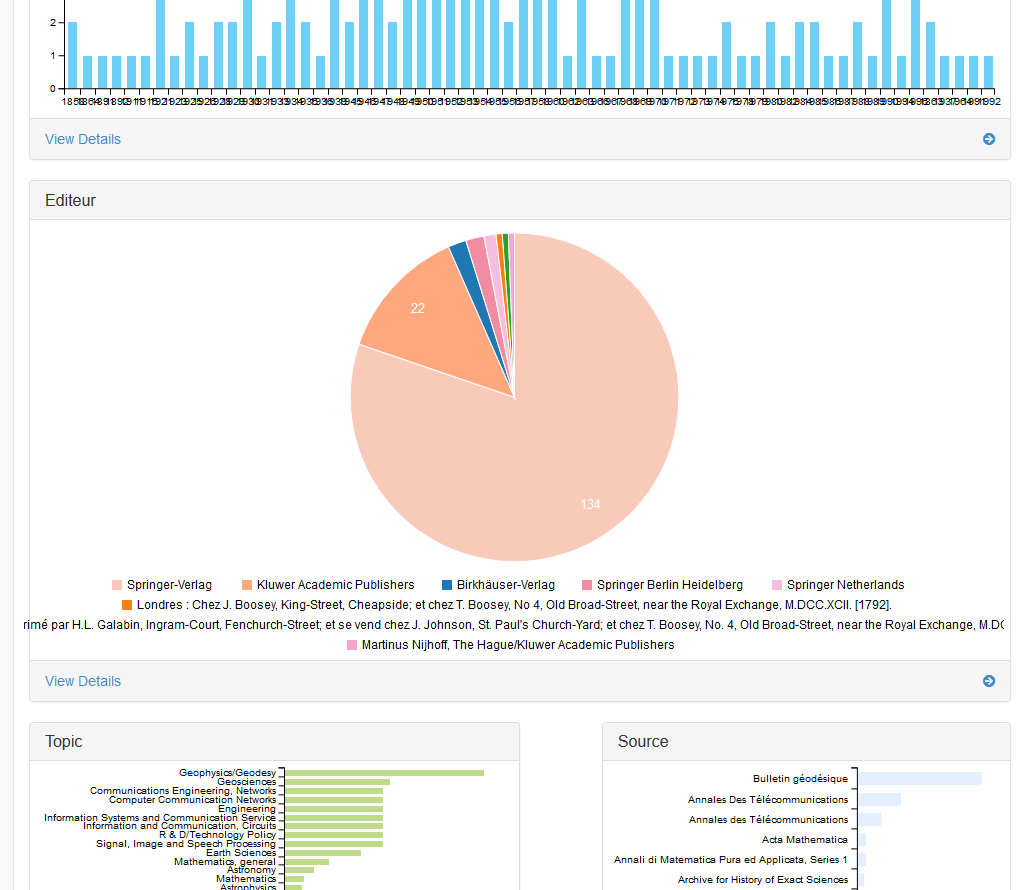 2
1
0
View Details
Editeur
22
134
Springer-Verlag Kluwer Academic Publishers Birkhäuser-Verlag Springer Berlin Heidelberg Springer Netherlands
Londres : Chez J. Boosey, King-Street, Cheapside; et chez T. Boosey, No 4, Old Broad-Street, near the Royal Exchange, M.DCC.XCII. [1792].
rimé par H.L. Galabin, Ingram-Court, Fenchurch-Street; et se vend chez J. Johnson, St. Paul's Church-Yard; et chez T. Boosey, No. 4, Old Broad-Street, near the Royal Exchange, M.DC
Martinus Nijhoff, The Hague/Kluwer Academic Publishers
View Details
Topic
Geophysics/Geodesy
Geosciences
Communications Engineering, Networks
Computer Communication Networks
Engineering
Information Systems and Communication Service
Information and Communication, Circuits
R & D/Technology Policy
Signal, Image and Speech Processing
Earth Sciences
Mathematics, general
Astronomy
Mathematics
Astrophysics
Source
Bulletin géodésique
Annales Des Télécommunications
Annales des Télécommunications
Acta Mathematica
Annali di Matematica Pura ed Applicata, Series 1
Archive for History of Exact Sciences